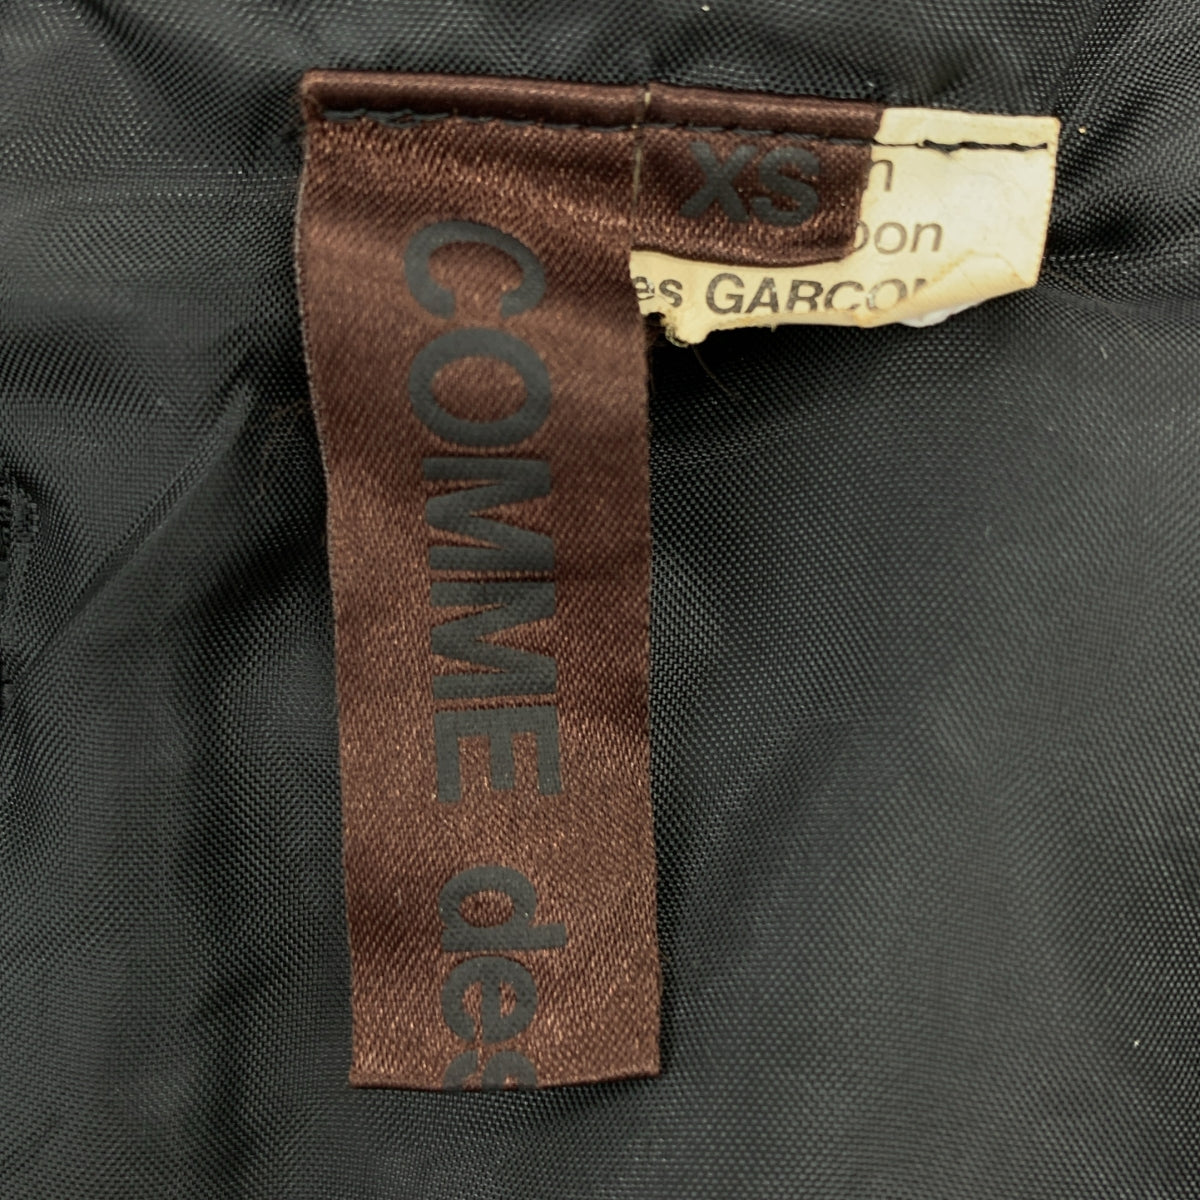 COMME des
XS
n
oon
es GARCON